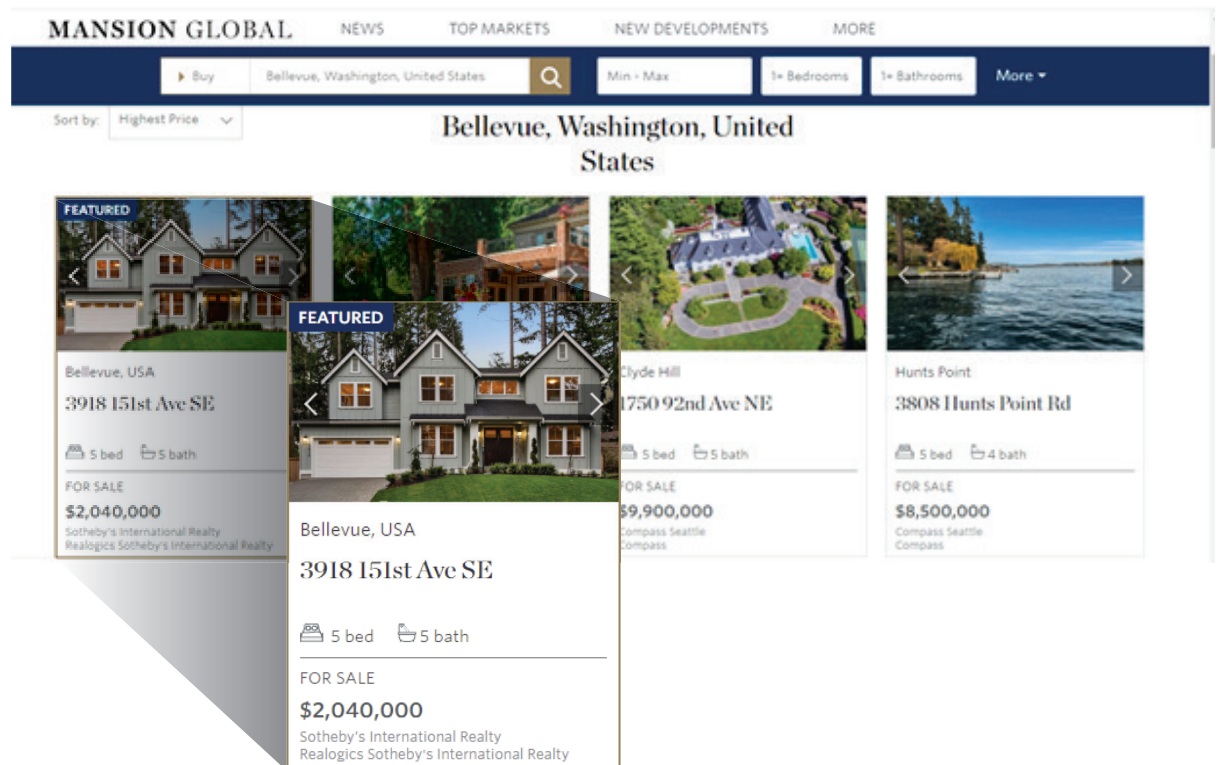 MANSION GLOBAL NEWS TOP MARKETS NEW DEVELOPMENTS MORE
Buy Bellevue, Washington, United States Min - Max 1+ Bedrooms 1+ Bathrooms More
Sort by: Highest Price
Bellevue, Washington, United
States
FEATURED
Bellevue, USA
3918 151st Ave SE
5 bed 5 bath
FOR SALE
$2,040,000
Sotheby's International Realty
Realogics Sotheby's International Realty
FEATURED
Bellevue, USA
3918 151st Ave SE
5 bed 5 bath
FOR SALE
$2,040,000
Sotheby's International Realty
Realogics Sotheby's International Realty
Clyde Hill
1750 92nd Ave NE
5 bed 5 bath
FOR SALE
$9,900,000
Compass Seattle
Compass
Hunts Point
3808 Hunts Point Rd
5 bed 4 bath
FOR SALE
$8,500,000
Compass Seattle
Compass